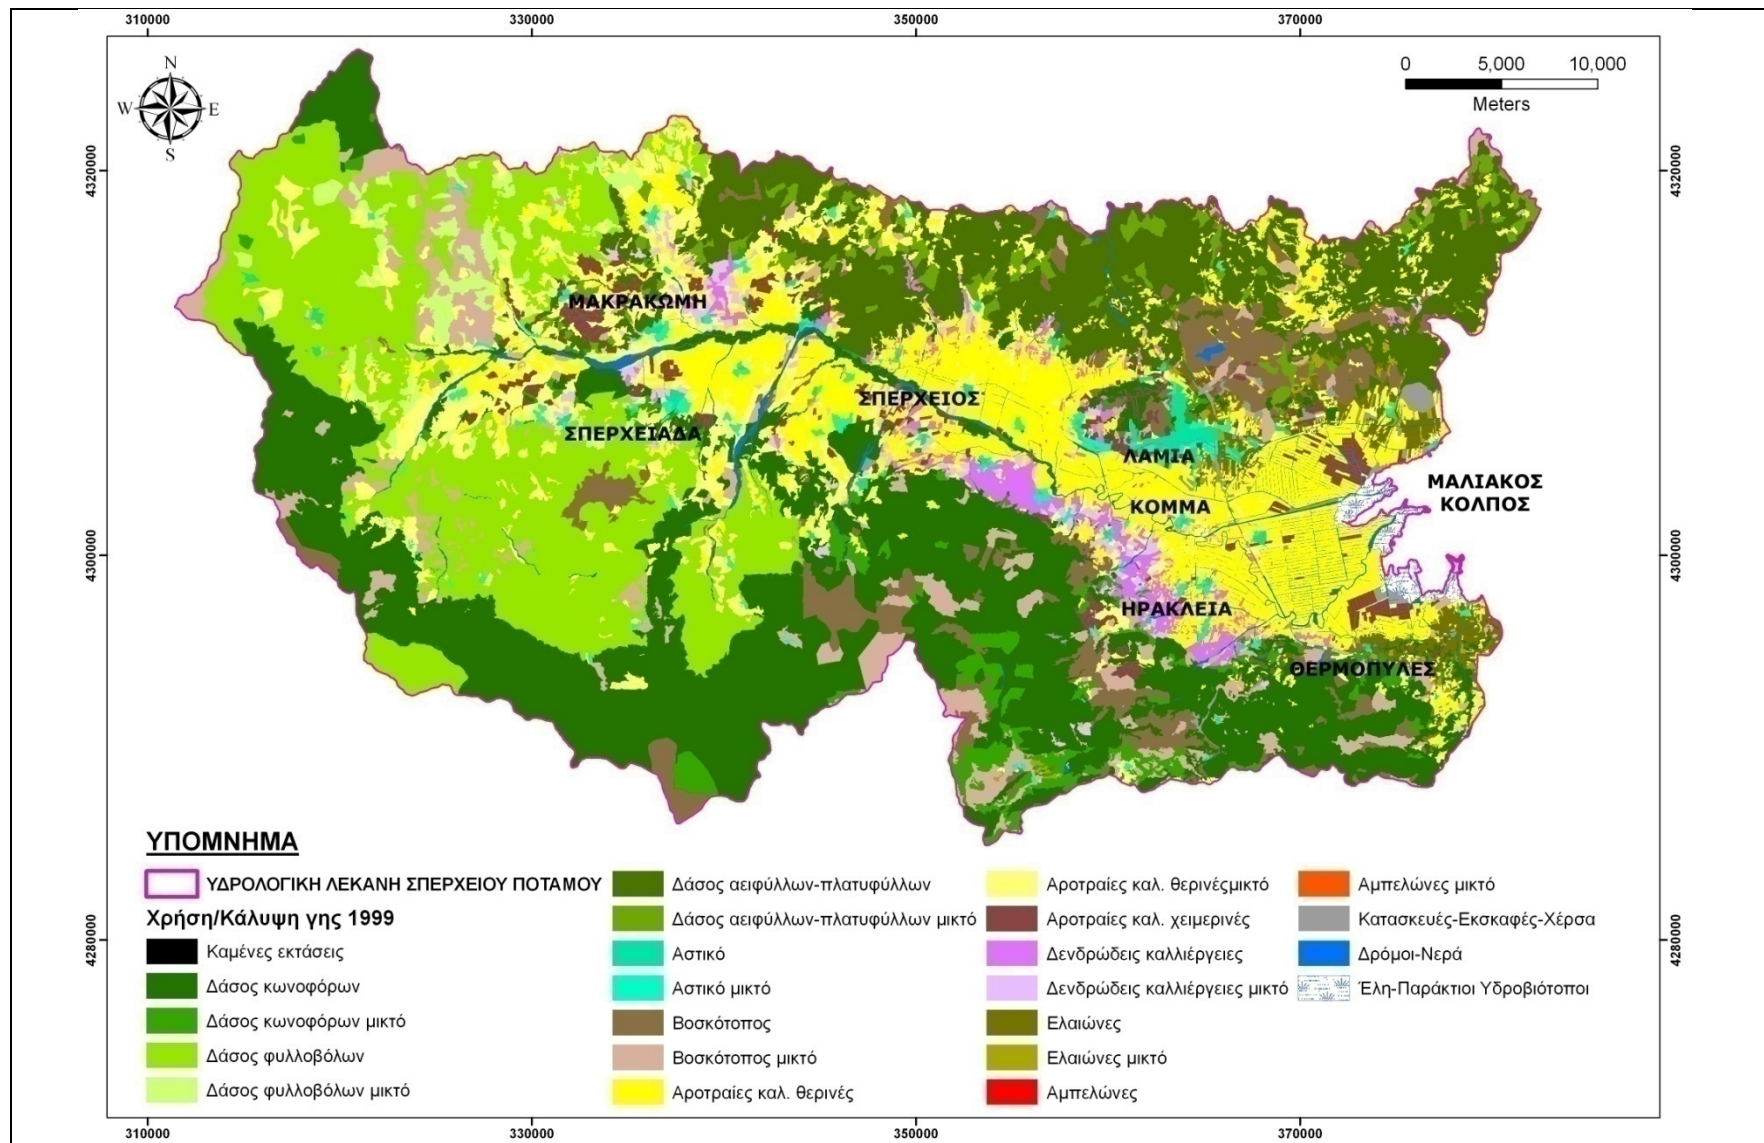 310000 330000 350000 370000
N
W E
S
0 5,000 10,000
Meters
4320000 4320000
ΜΑΚΡΑΚΩΜΗ
ΣΠΕΡΧΕΙΟΣ
ΣΠΕΡΧΕΙΑΔΑ
ΛΑΜΙΑ
ΜΑΛΙΑΚΟΣ
ΚΟΛΠΟΣ
ΚΟΜΜΑ
4300000 4300000
ΗΡΑΚΛΕΙΑ
ΘΕΡΜΟΠΥΛΕΣ
ΥΠΟΜΝΗΜΑ
ΥΔΡΟΛΟΓΙΚΗ ΛΕΚΑΝΗ ΣΠΕΡΧΕΙΟΥ ΠΟΤΑΜΟΥ
Χρήση/Κάλυψη γης 1999
Καμένες εκτάσεις
Δάσος κωνοφόρων
Δάσος κωνοφόρων μικτό
Δάσος φυλλοβόλων
Δάσος φυλλοβόλων μικτό
Δάσος αειφύλλων-πλατυφύλλων
Δάσος αειφύλλων-πλατυφύλλων μικτό
Αστικό
Αστικό μικτό
Βοσκότοπος
Βοσκότοπος μικτό
Αροτραίες καλ. θερινές
Αροτραίες καλ. θερινέςμικτό
Αροτραίες καλ. χειμερινές
Δενδρώδεις καλλιέργειες
Δενδρώδεις καλλιέργειες μικτό
Ελαιώνες
Ελαιώνες μικτό
Αμπελώνες
Αμπελώνες μικτό
Κατασκευές-Εκσκαφές-Χέρσα
Δρόμοι-Νερά
Έλη-Παράκτιοι Υδροβιότοποι
4280000 4280000
310000 330000 350000 370000